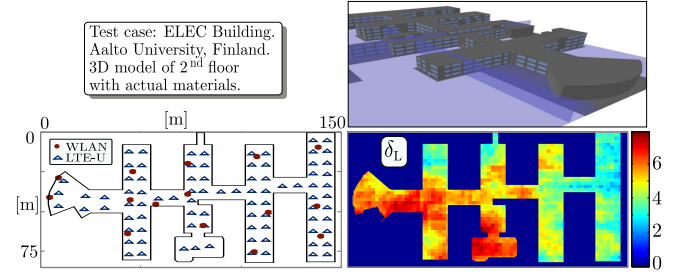 Test case: ELEC Building.
Aalto University, Finland.
3D model of 2nd floor
with actual materials.
0 [m] 150
0
WLAN
LTE-U
[m]
75
δL
6
4
2
0